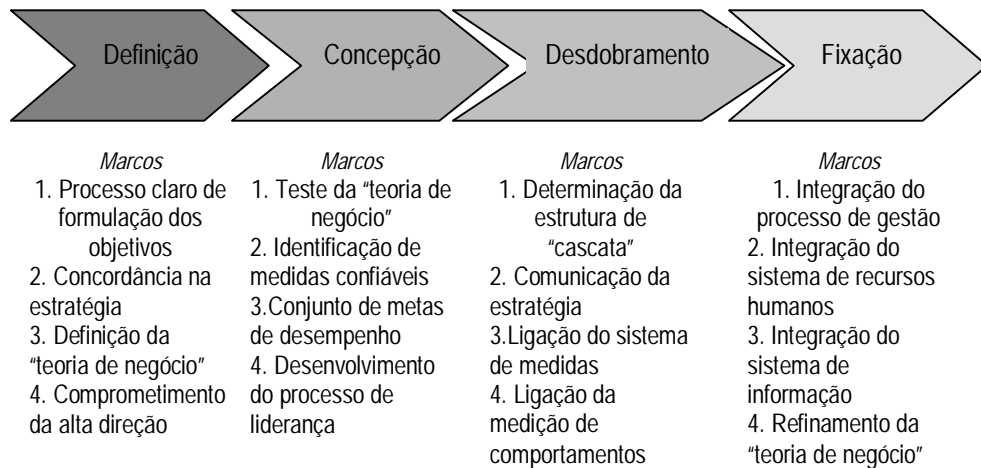 Definição
Concepção
Desdobramento
Fixação
Marcos
1. Processo claro de
formulação dos
objetivos
2. Concordância na
estratégia
3. Definição da
“teoria de negócio”
4. Comprometimento
da alta direção
Marcos
1. Teste da “teoria de
negócio”
2. Identificação de
medidas confiáveis
3.Conjunto de metas
de desempenho
4. Desenvolvimento
do processo de
liderança
Marcos
1. Determinação da
estrutura de
“cascata”
2. Comunicação da
estratégia
3.Ligação do sistema
de medidas
4. Ligação da
medição de
comportamentos
Marcos
1. Integração do
processo de gestão
2. Integração do
sistema de recursos
humanos
3. Integração do
sistema de
informação
4. Refinamento da
“teoria de negócio”